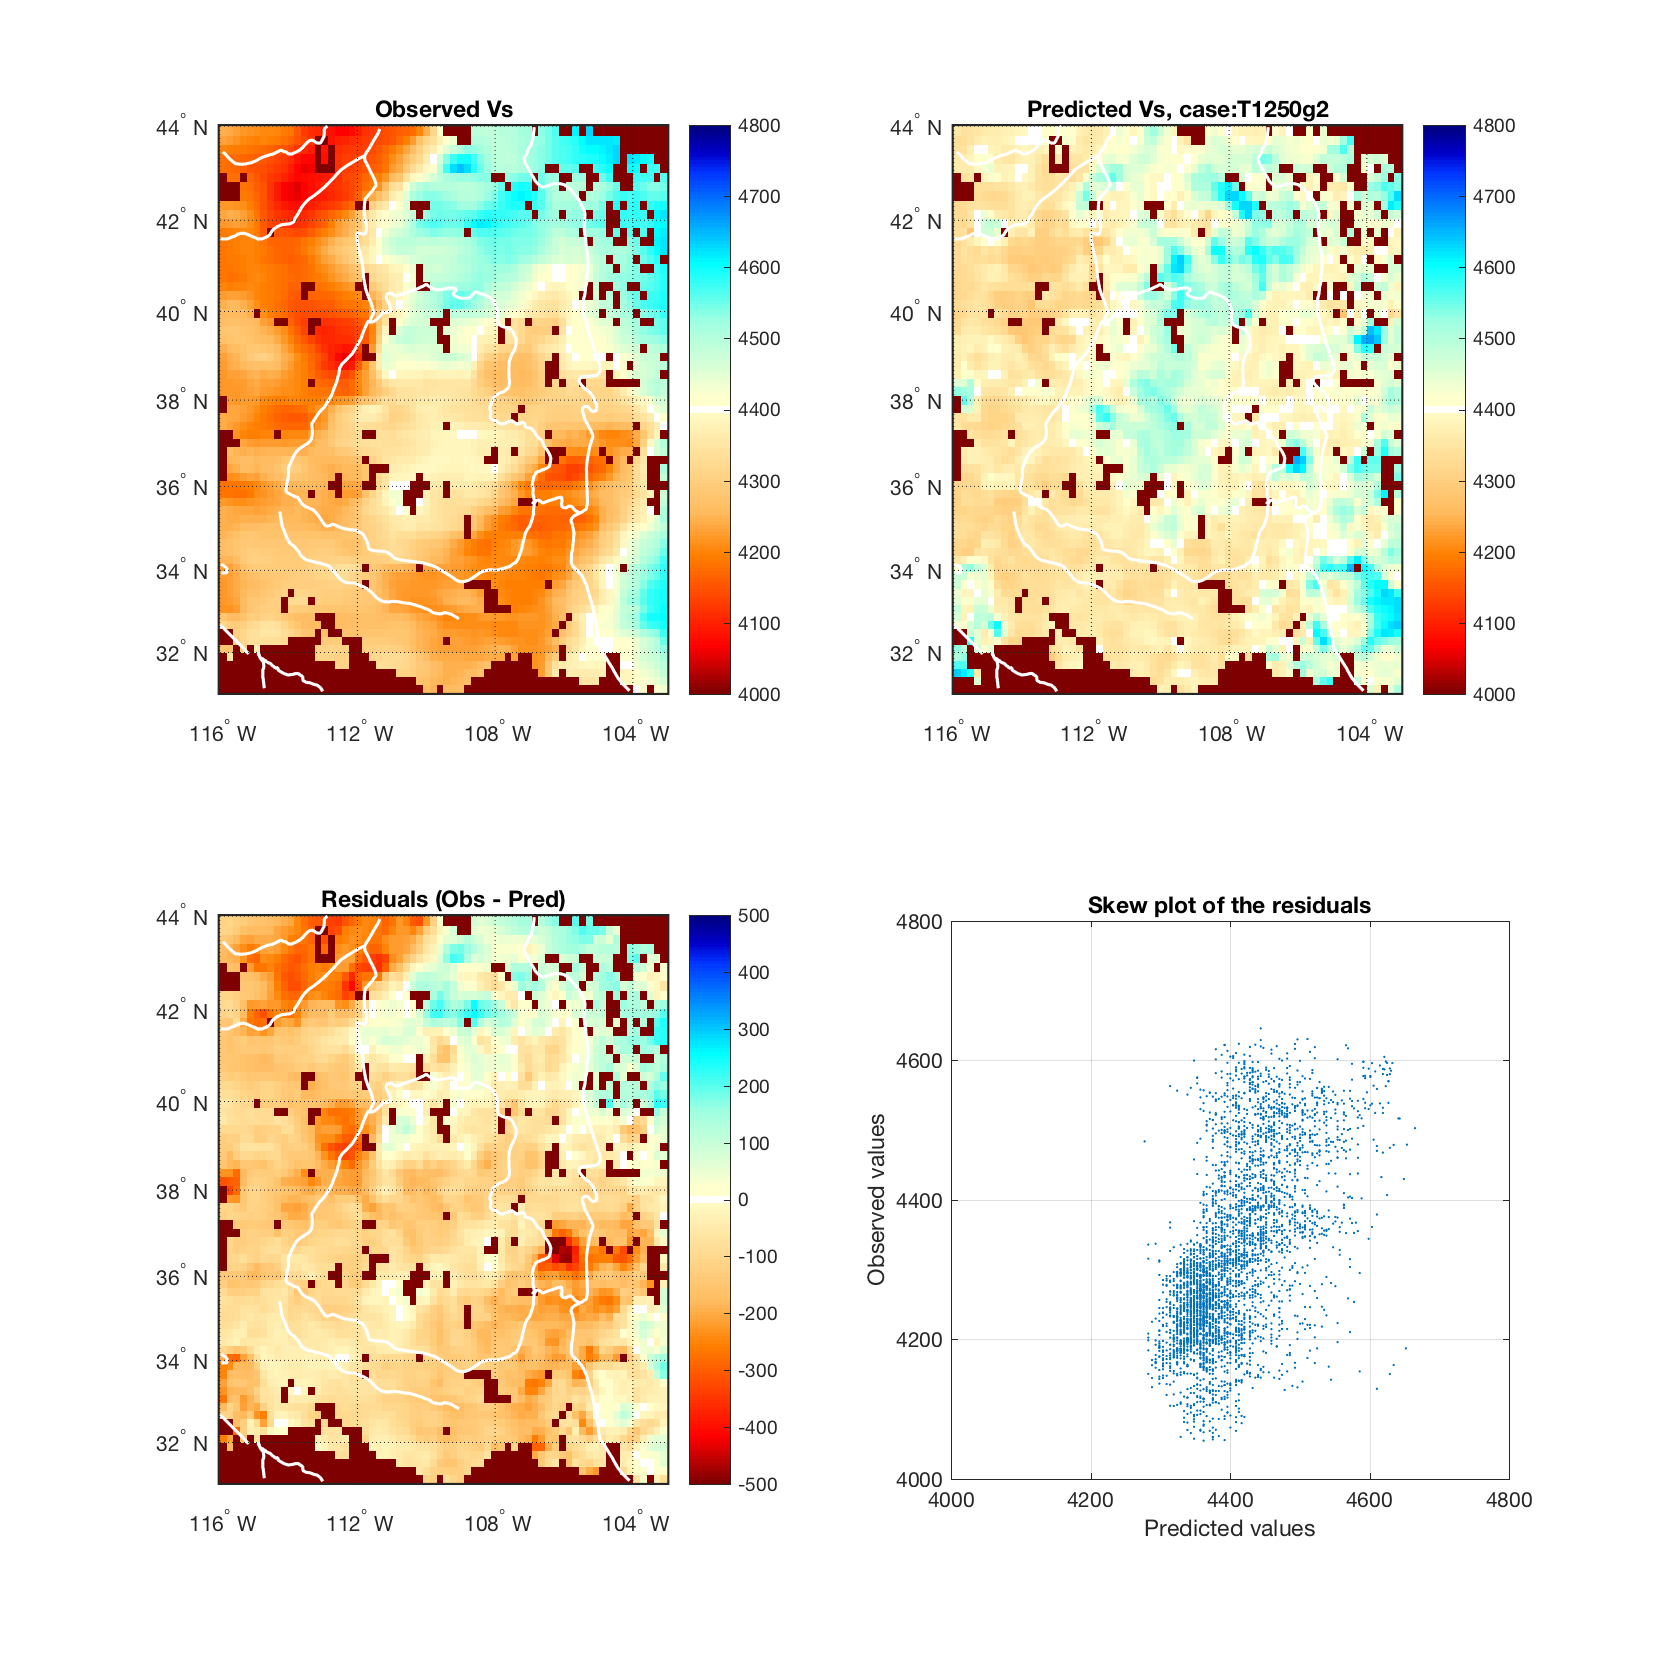 Observed Vs
44° N
42° N
40° N
38° N
36° N
34° N
32° N
116° W
112° W
108° W
104° W
4800
4700
4600
4500
4400
4300
4200
4100
4000
Predicted Vs, case:T1250g2
44° N
42° N
40° N
38° N
36° N
34° N
32° N
116° W
112° W
108° W
104° W
4800
4700
4600
4500
4400
4300
4200
4100
4000
Residuals (Obs - Pred)
44° N
42° N
40° N
38° N
36° N
34° N
32° N
116° W
112° W
108° W
104° W
500
400
300
200
100
0
-100
-200
-300
-400
-500
Skew plot of the residuals
4800
4600
4400
4200
4000
Observed values
4000
4200
4400
4600
4800
Predicted values